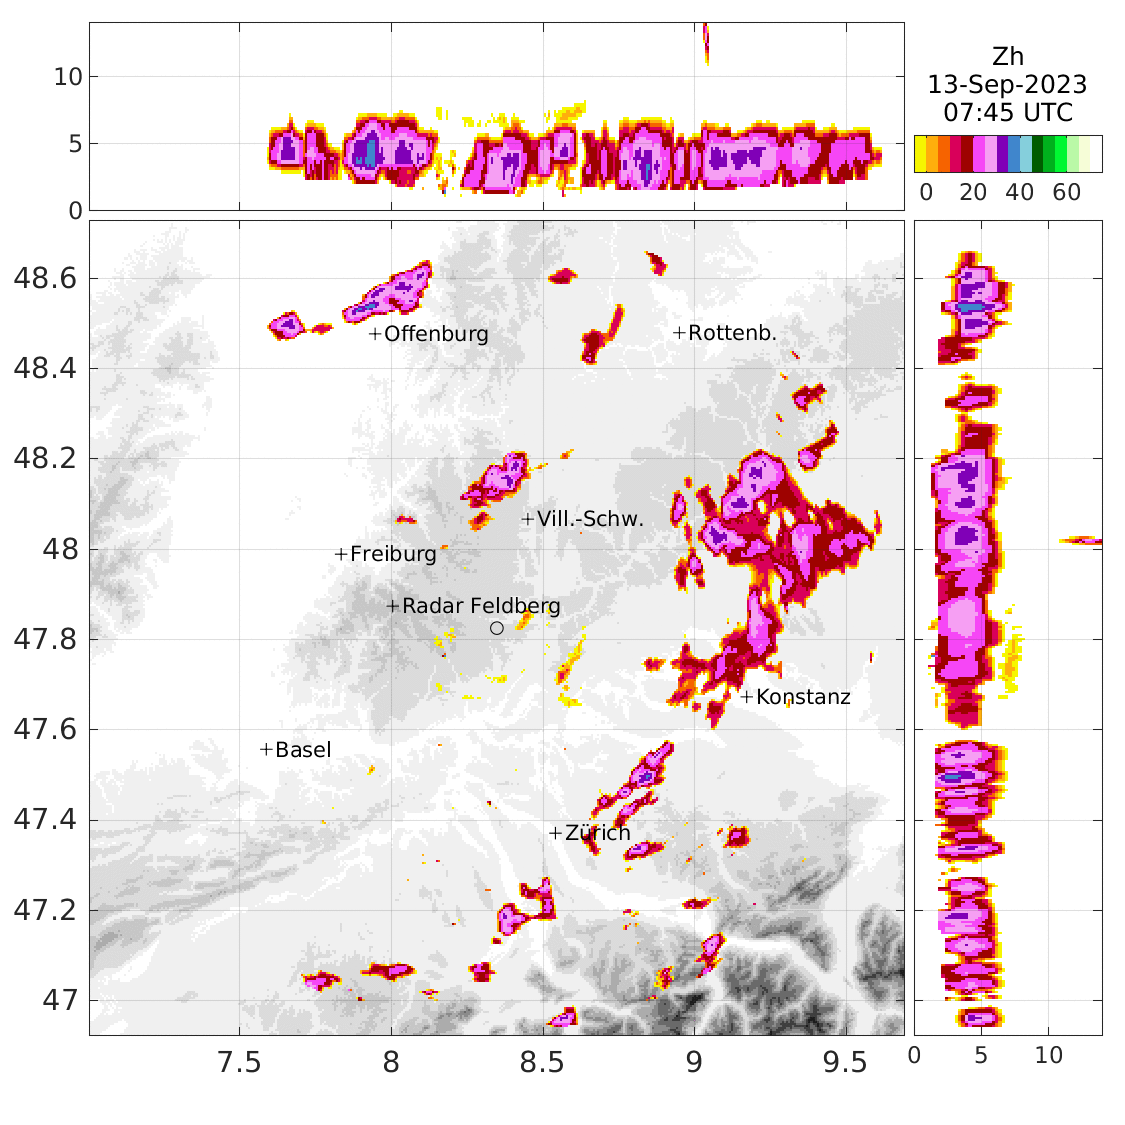 10
5
0
Zh
13-Sep-2023
07:45 UTC
0 20 40 60
48.6
48.4
48.2
48
47.8
47.6
47.4
47.2
47
+Offenburg
+Rottenb.
+Vill.-Schw.
+Freiburg
+Radar Feldberg
+Konstanz
+Basel
+Zürich
7.5 8 8.5 9 9.5
0 5 10